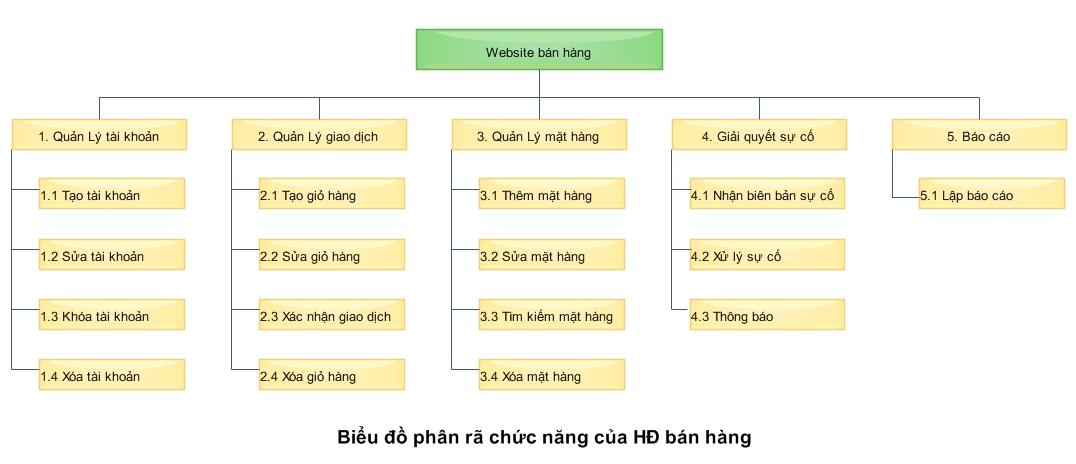 Website bán hàng
1. Quản Lý tài khoản
2. Quản Lý giao dịch
3. Quản Lý mặt hàng
4. Giải quyết sự cố
5. Báo cáo
1.1 Tạo tài khoản
2.1 Tạo giỏ hàng
3.1 Thêm mặt hàng
4.1 Nhận biên bản sự cố
5.1 Lập báo cáo
1.2 Sửa tài khoản
2.2 Sửa giỏ hàng
3.2 Sửa mặt hàng
4.2 Xử lý sự cố
1.3 Khóa tài khoản
2.3 Xác nhận giao dịch
3.3 Tìm kiếm mặt hàng
4.3 Thông báo
1.4 Xóa tài khoản
2.4 Xóa giỏ hàng
3.4 Xóa mặt hàng
Biểu đồ phân rã chức năng của HĐ bán hàng